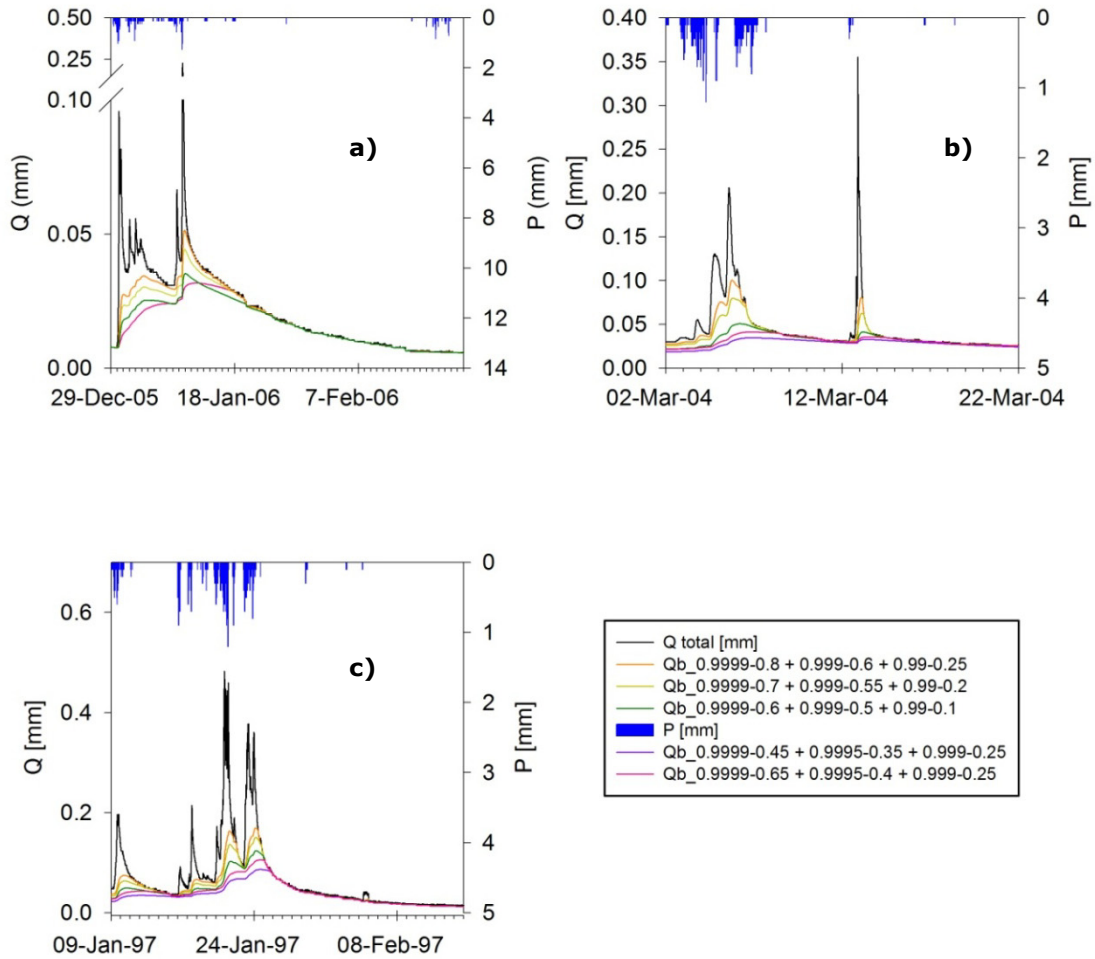 0.50
0.25
0.10
0.05
0.00
Q (mm)
a)
0
2
4
6
8
10
12
14
P (mm)
29-Dec-05 18-Jan-06 7-Feb-06
0.40
0.35
0.30
0.25
0.20
0.15
0.10
0.05
0.00
Q [mm]
b)
0
1
2
3
4
5
P [mm]
02-Mar-04 12-Mar-04 22-Mar-04
0.6
0.4
0.2
0.0
Q [mm]
c)
0
1
2
3
4
5
P [mm]
09-Jan-97 24-Jan-97 08-Feb-97
Q total [mm]
Qb_0.9999-0.8 + 0.999-0.6 + 0.99-0.25
Qb_0.9999-0.7 + 0.999-0.55 + 0.99-0.2
Qb_0.9999-0.6 + 0.999-0.5 + 0.99-0.1
P [mm]
Qb_0.9999-0.45 + 0.9995-0.35 + 0.999-0.25
Qb_0.9999-0.65 + 0.9995-0.4 + 0.999-0.25